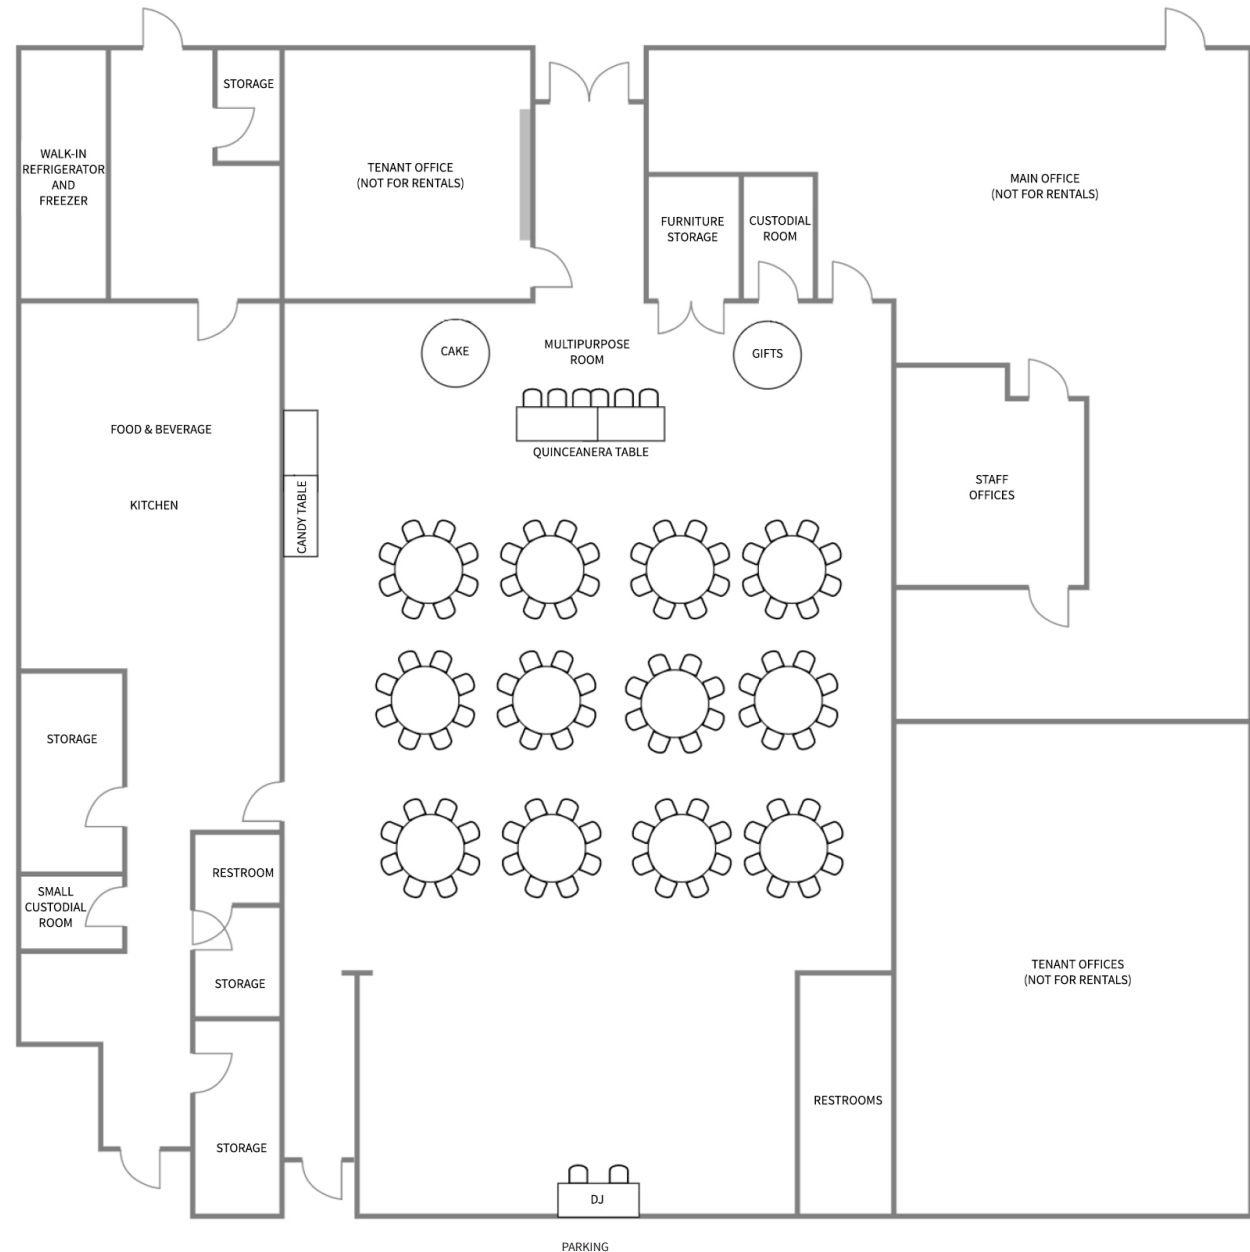 STORAGE
WALK-IN
REFRIGERATOR
AND
FREEZER
TENANT OFFICE
(NOT FOR RENTALS)
MAIN OFFICE
(NOT FOR RENTALS)
FURNITURE
STORAGE
CUSTODIAL
ROOM
CAKE
MULTIPURPOSE
ROOM
GIFTS
FOOD & BEVERAGE
KITCHEN
QUINCEANERA TABLE
CANDY TABLE
STAFF
OFFICES
STORAGE
SMALL
CUSTODIAL
ROOM
RESTROOM
STORAGE
STORAGE
TENANT OFFICES
(NOT FOR RENTALS)
RESTROOMS
DJ
PARKING